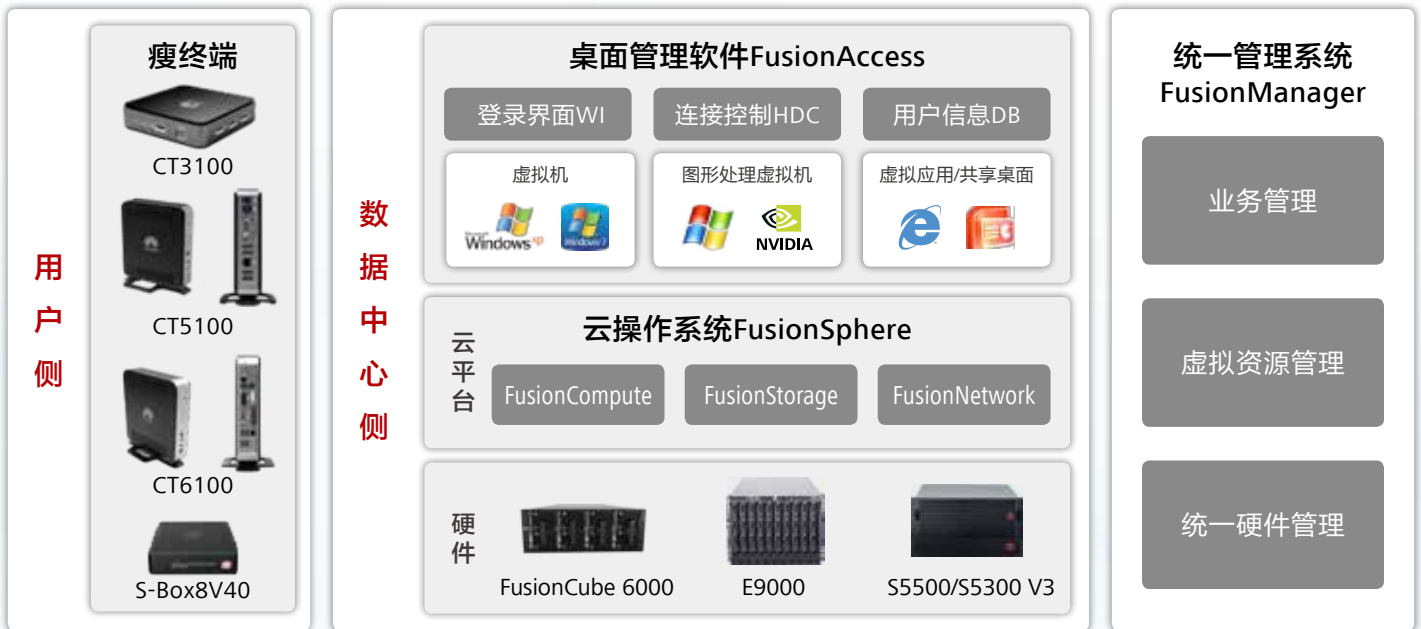 用户侧
瘦终端
CT3100
CT5100
CT6100
S-Box8V40
数据中心侧
桌面管理软件FusionAccess
登录界面WI
连接控制HDC
用户信息DB
虚拟机
Microsoft
Windows xp
Windows 7
图形处理虚拟机
NVIDIA
虚拟应用/共享桌面
云平台
云操作系统FusionSphere
FusionCompute
FusionStorage
FusionNetwork
硬件
FusionCube 6000
E9000
S5500/S5300 V3
统一管理系统
FusionManager
业务管理
虚拟资源管理
统一硬件管理